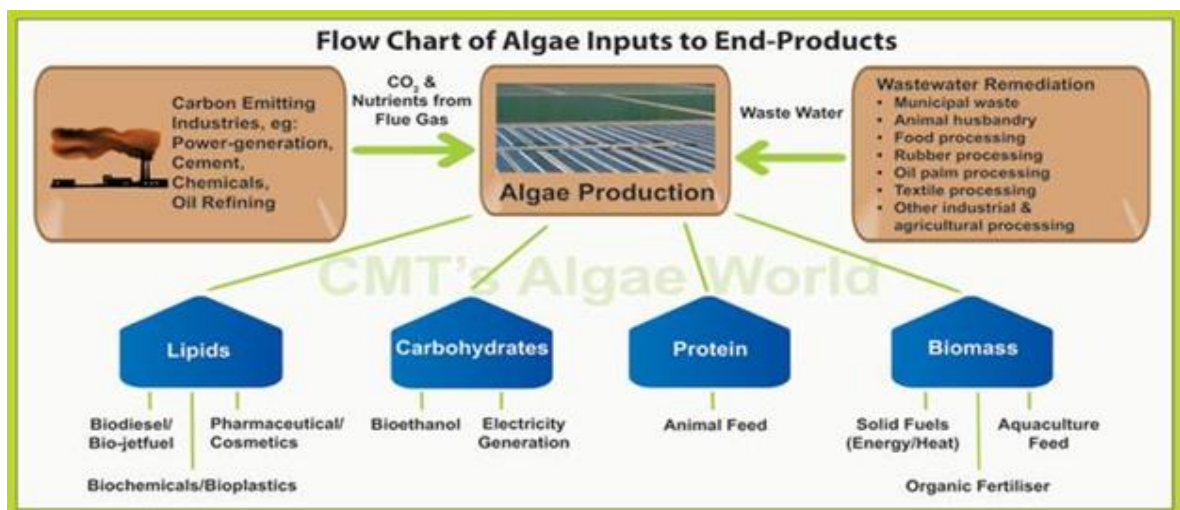 Flow Chart of Algae Inputs to End-Products
Carbon Emitting
Industries, eg:
Power-generation,
Cement,
Chemicals,
Oil Refining
CO₂ &
Nutrients from
Flue Gas
Algae Production
Waste Water
Wastewater Remediation
• Municipal waste
• Animal husbandry
• Food processing
• Rubber processing
• Oil palm processing
• Textile processing
• Other industrial &
agricultural processing
CMT's Algae World
Lipids
Carbohydrates
Protein
Biomass
Biodiesel/
Bio-jetfuel
Pharmaceutical/
Cosmetics
Biochemicals/Bioplastics
Bioethanol
Electricity
Generation
Animal Feed
Solid Fuels
(Energy/Heat)
Aquaculture
Feed
Organic Fertiliser